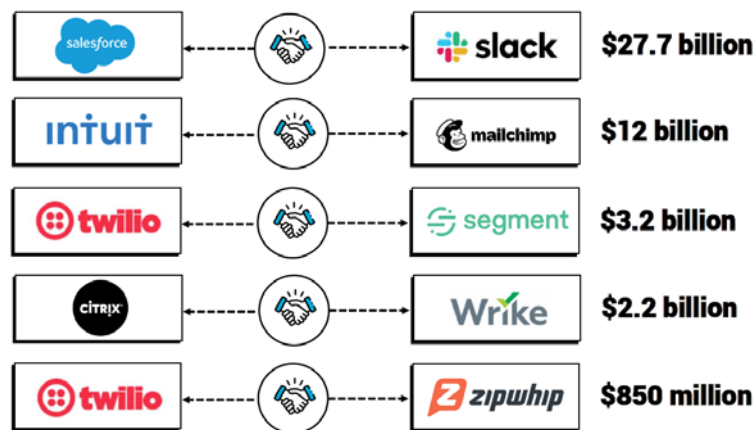 salesforce slack $27.7 billion
intuit mailchimp $12 billion
twilio segment $3.2 billion
citrix Wrike $2.2 billion
twilio zipwhip $850 million